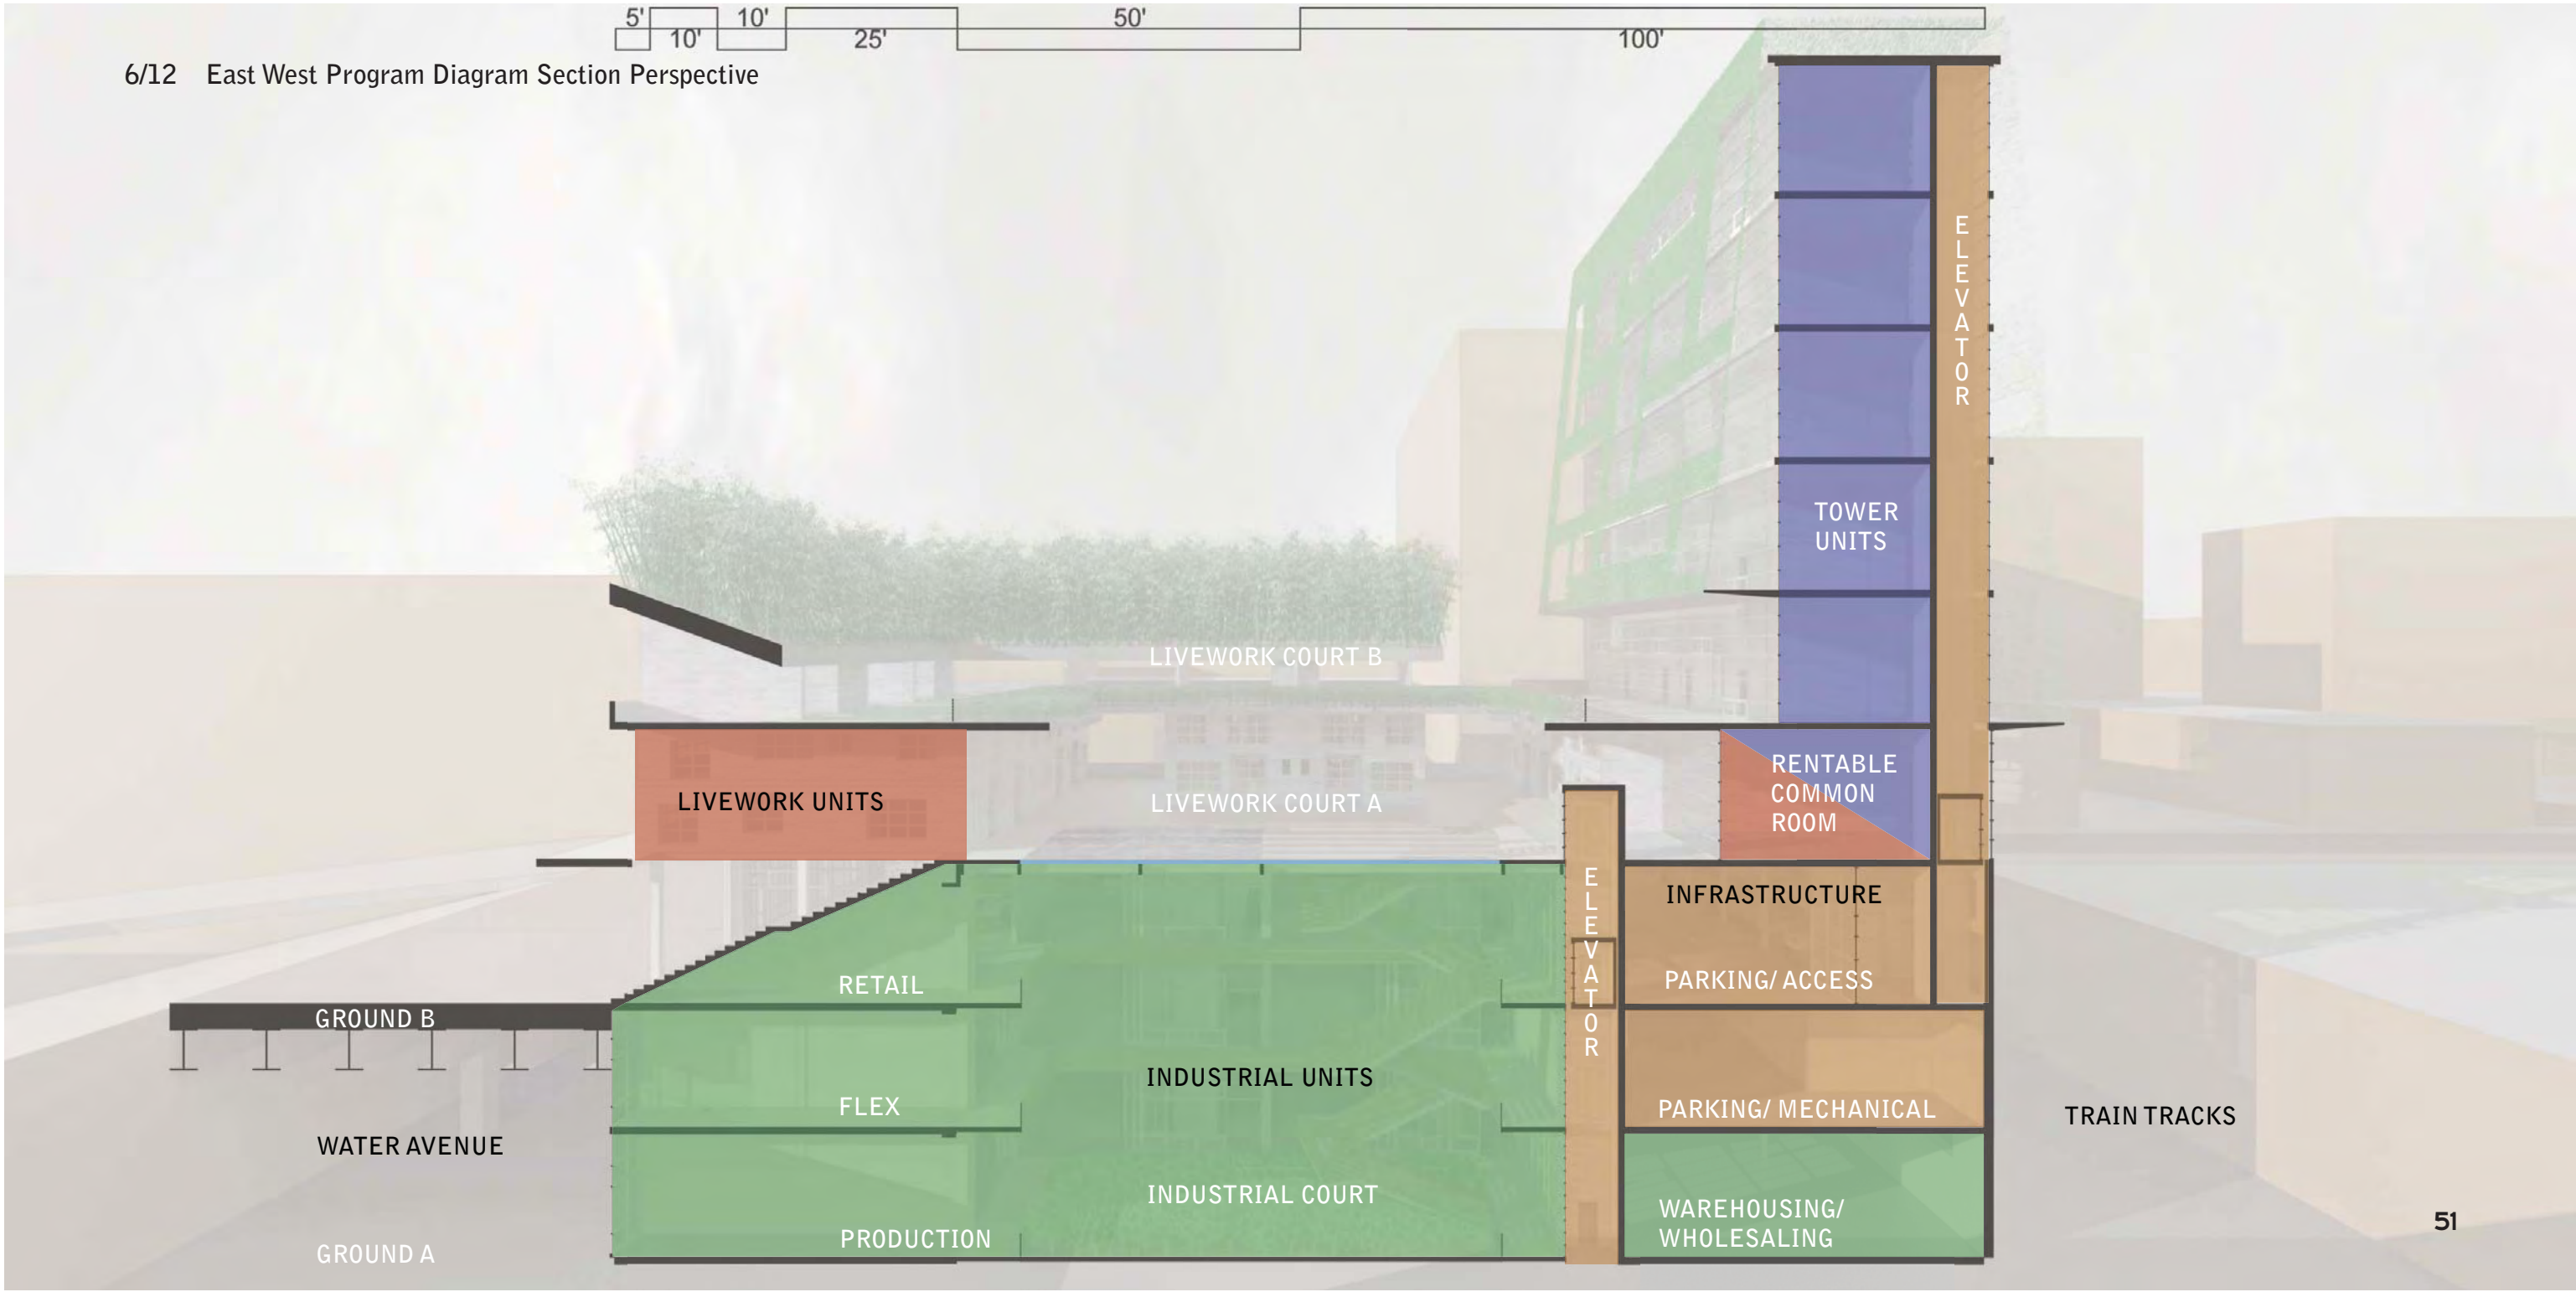 5' 10' 50'
10' 25' 100'
6/12 East West Program Diagram Section Perspective
ELEVATOR
TOWER
UNITS
LIVEWORK COURT B
RENTABLE
COMMON
ROOM
LIVEWORK UNITS
LIVEWORK COURT A
ELEVATOR
INFRASTRUCTURE
RETAIL
PARKING/ ACCESS
GROUND B
INDUSTRIAL UNITS
FLEX
PARKING/ MECHANICAL
TRAIN TRACKS
WATER AVENUE
INDUSTRIAL COURT
WAREHOUSING/
WHOLESALING
PRODUCTION
GROUND A
51